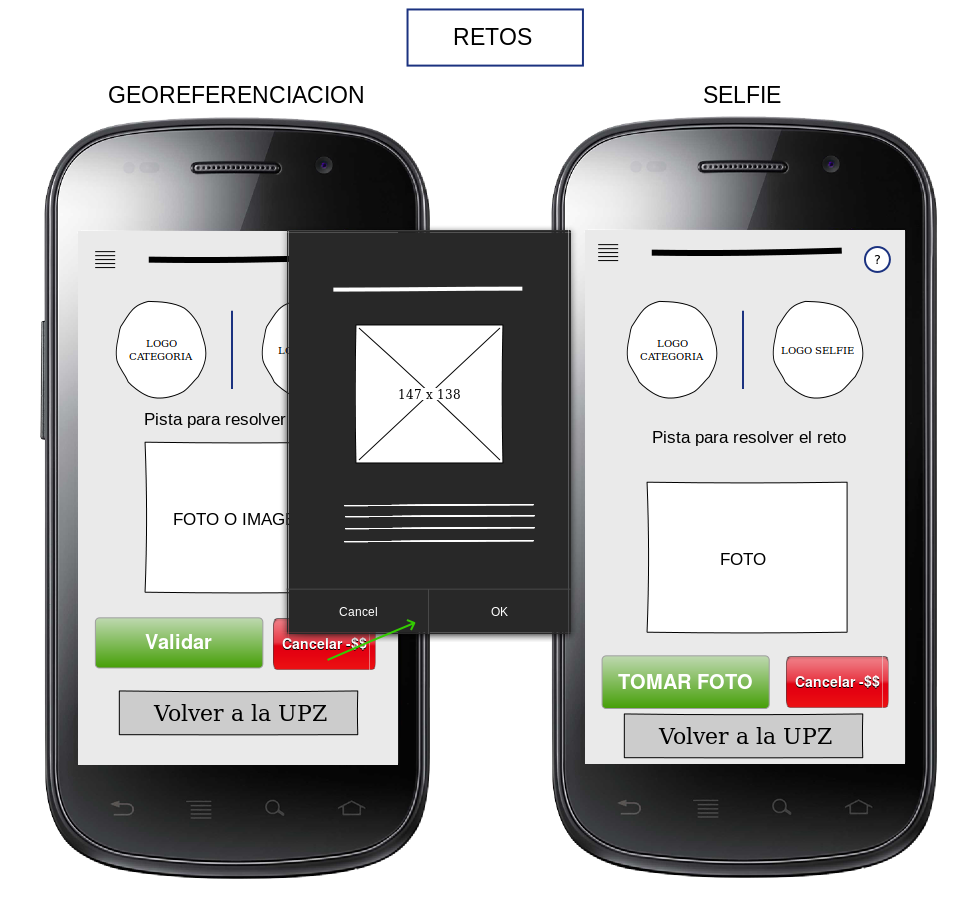 RETOS
GEOREFERENCIACION
LOGO
CATEGORIA
LO
Pista para resolver
FOTO O IMAGE
Validar
Cancelar -$$
Volver a la UPZ
147 x 138
Cancel
OK
SELFIE
?
LOGO
CATEGORIA
LOGO SELFIE
Pista para resolver el reto
FOTO
TOMAR FOTO
Cancelar -$$
Volver a la UPZ